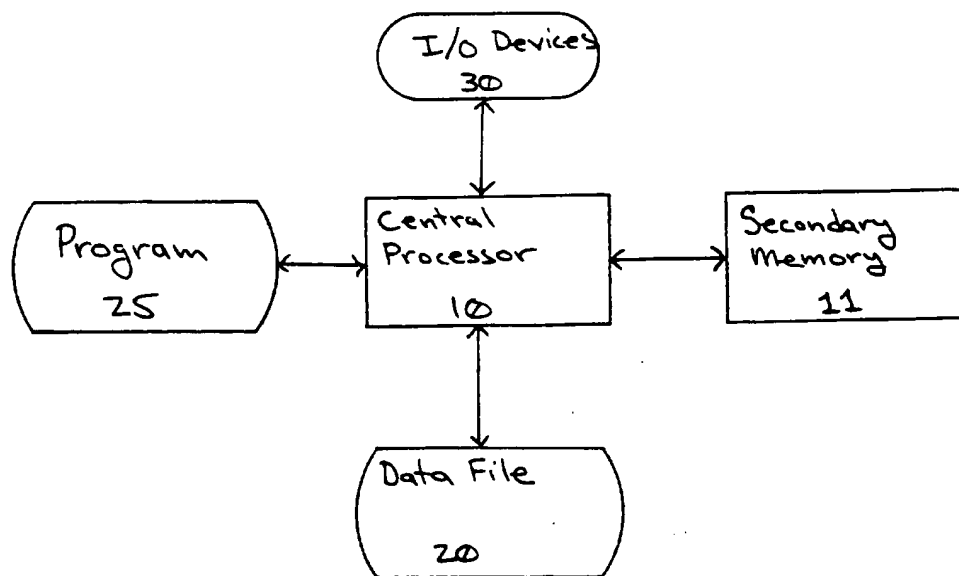 I/O Devices
30
Program
25
Central
Processor
10
Secondary
Memory
11
Data File
20